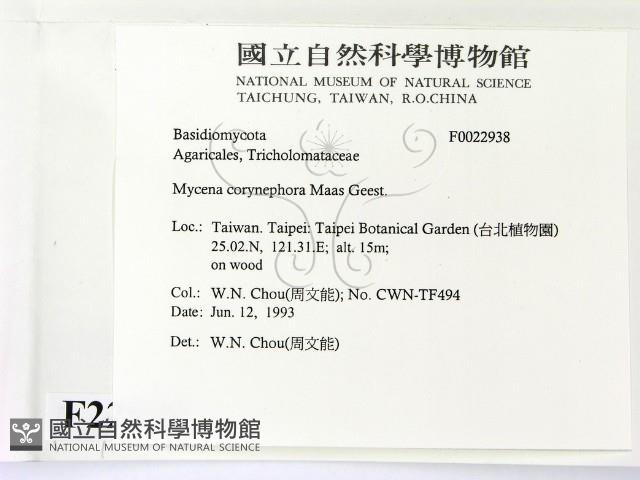 國立自然科學博物館
NATIONAL MUSEUM OF NATURAL SCIENCE
TAICHUNG, TAIWAN, R.O.CHINA
Basidiomycota F0022938
Agaricales, Tricholomataceae
Mycena corynephora Maas Geest.
Loc.: Taiwan. Taipei: Taipei Botanical Garden (台北植物園)
25.02.N, 121.31.E; alt. 15m;
on wood
Col.: W.N. Chou(周文能); No. CWN-TF494
Date: Jun. 12, 1993
Det.: W.N. Chou(周文能)
國立自然科學博物館
NATIONAL MUSEUM OF NATURAL SCIENCE